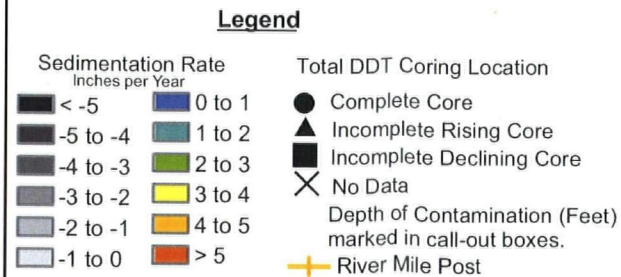 Legend
Sedimentation Rate
Inches per Year
< -5
-5 to -4
-4 to -3
-3 to -2
-2 to -1
-1 to 0
0 to 1
1 to 2
2 to 3
3 to 4
4 to 5
> 5
Total DDT Coring Location
Complete Core
Incomplete Rising Core
Incomplete Declining Core
No Data
Depth of Contamination (Feet)
marked in call-out boxes.
River Mile Post